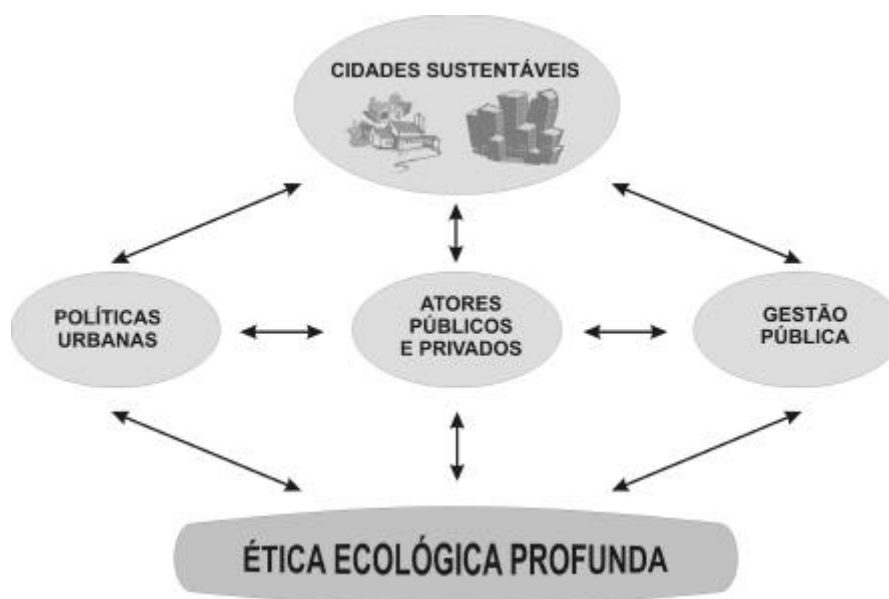 CIDADES SUSTENTÁVEIS
POLÍTICAS
URBANAS
ATORES
PÚBLICOS
E PRIVADOS
GESTÃO
PÚBLICA
ÉTICA ECOLÓGICA PROFUNDA